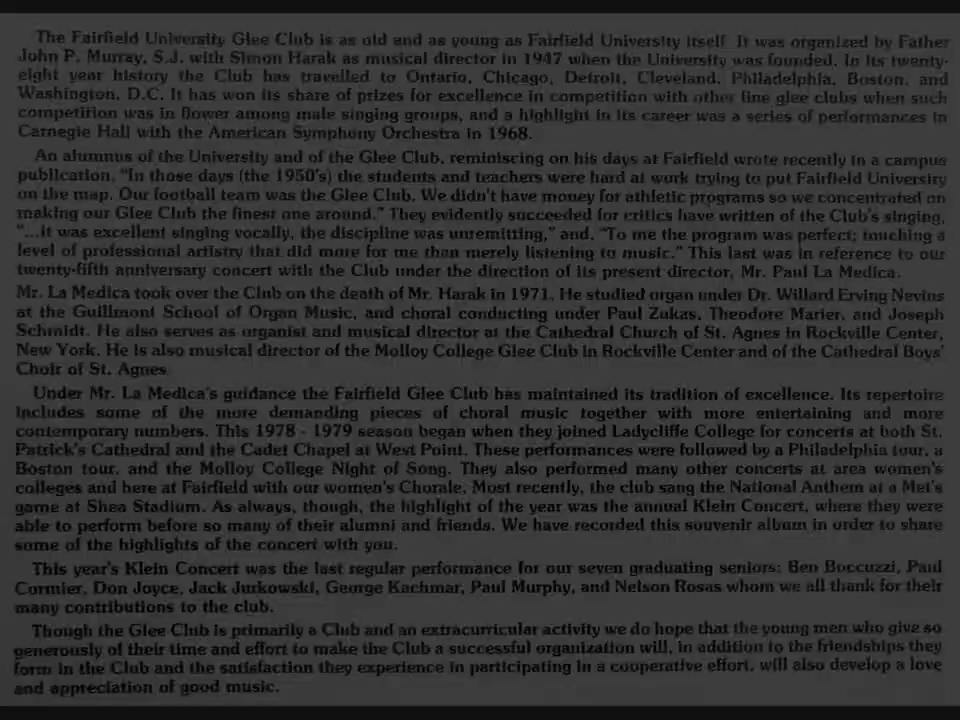 The Fairfield University Glee Club is as old and as young as Fairfield University itself. It was organized by Father
John P. Murray, S.J. with Simon Harak as musical director in 1947 when the University was founded. In its twenty-
eight year history the Club has travelled to Ontario, Chicago, Detroit, Cleveland, Philadelphia, Boston, and
Washington, D.C. It has won its share of prizes for excellence in competition with other fine glee clubs when such
competition was in flower among male singing groups, and a highlight in its career was a series of performances in
Carnegie Hall with the American Symphony Orchestra in 1968.
An alumnus of the University and of the Glee Club, reminiscing on his days at Fairfield wrote recently in a campus
publication, "In those days (the 1950's) the students and teachers were hard at work trying to put Fairfield University
on the map. Our football team was the Glee Club. We didn't have money for athletic programs so we concentrated on
making our Glee Club the finest one around." They evidently succeeded for critics have written of the Club's singing,
"...it was excellent singing vocally, the discipline was unremitting," and, "To me the program was perfect; touching a
level of professional artistry that did more for me than merely listening to music." This last was in reference to our
twenty-fifth anniversary concert with the Club under the direction of its present director, Mr. Paul La Medica.
Mr. La Medica took over the Club on the death of Mr. Harak in 1971. He studied organ under Dr. Willard Erving Nevins
at the Guilmont School of Organ Music, and choral conducting under Paul Zukas, Theodore Marier, and Joseph
Schmidt. He also serves as organist and musical director at the Cathedral Church of St. Agnes in Rockville Center,
New York. He is also musical director of the Molloy College Glee Club in Rockville Center and of the Cathedral Boys'
Choir of St. Agnes
Under Mr. La Medica's guidance the Fairfield Glee Club has maintained its tradition of excellence. Its repertoire
includes some of the more demanding pieces of choral music together with more entertaining and more
contemporary numbers. This 1978 - 1979 season began when they joined Ladycliffe College for concerts at both St.
Patrick's Cathedral and the Cadet Chapel at West Point. These performances were followed by a Philadelphia tour, a
Boston tour, and the Molloy College Night of Song. They also performed many other concerts at area women's
colleges and here at Fairfield with our women's Chorale. Most recently, the club sang the National Anthem at a Met's
game at Shea Stadium. As always, though, the highlight of the year was the annual Klein Concert, where they were
able to perform before so many of their alumni and friends. We have recorded this souvenir album in order to share
some of the highlights of the concert with you.
This year's Klein Concert was the last regular performance for our seven graduating seniors: Ben Boccuzzi, Paul
Cormier, Don Joyce, Jack Jurkowski, George Kachmar, Paul Murphy, and Nelson Rosas whom we all thank for their
many contributions to the club.
Though the Glee Club is primarily a Club and an extracurricular activity we do hope that the young men who give so
generously of their time and effort to make the Club a successful organization will, in addition to the friendships they
form in the Club and the satisfaction they experience in participating in a cooperative effort, will also develop a love
and appreciation of good music.